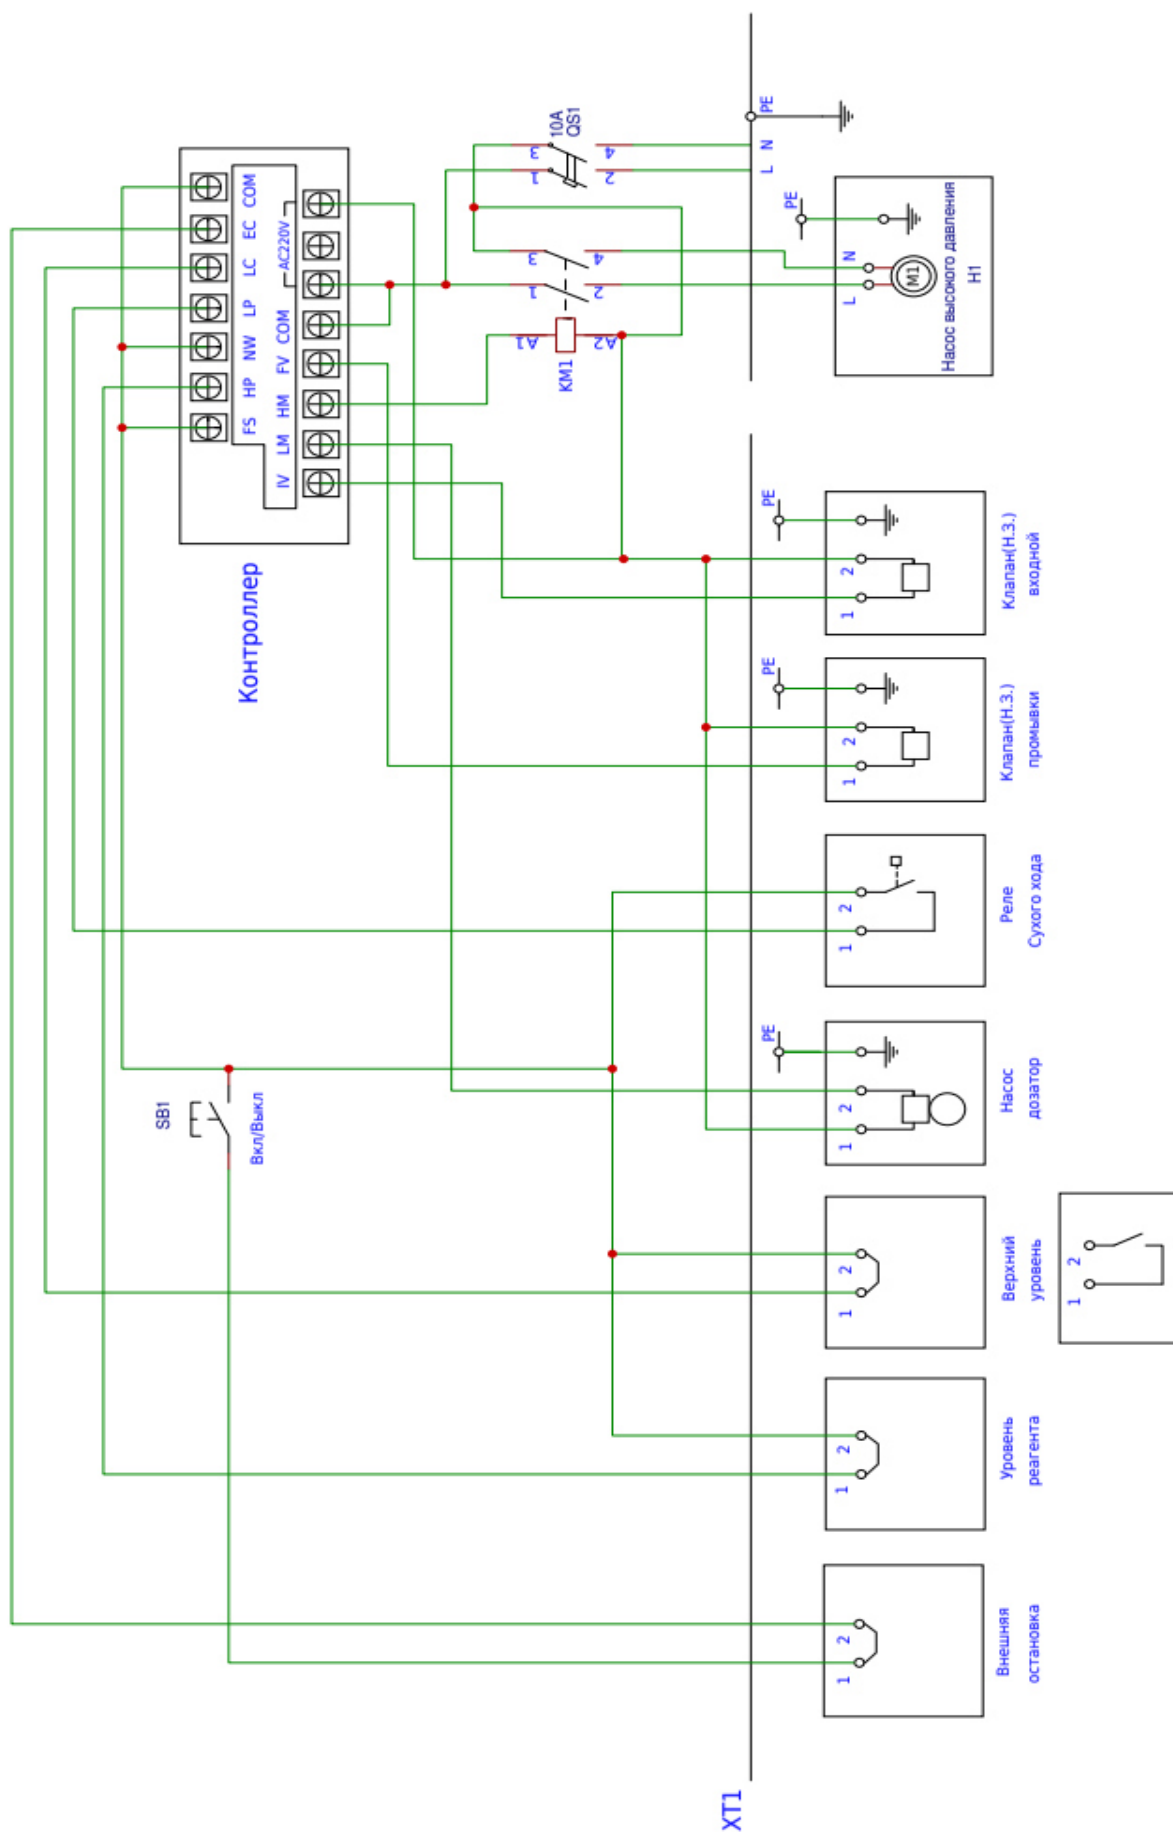 SB1
Вкл/Выкл
Контроллер
FS HP NW LP LC EC COM
IV LM HM FV COM AC220V
A1 1 3 1 3
KM1
10A
QS1
A2 2 4 2 4
XT1
L N PE
PE PE PE PE
1 2
Внешняя
остановка
1 2
Уровень
реагента
1 2
Верхний
уровень
1 2
1 2
Насос
дозатор
1 2
Реле
Сухого хода
1 2
Клапан(Н.З.)
промывки
1 2
Клапан(Н.З.)
входной
L N
M1
Насос высокого давления
H1